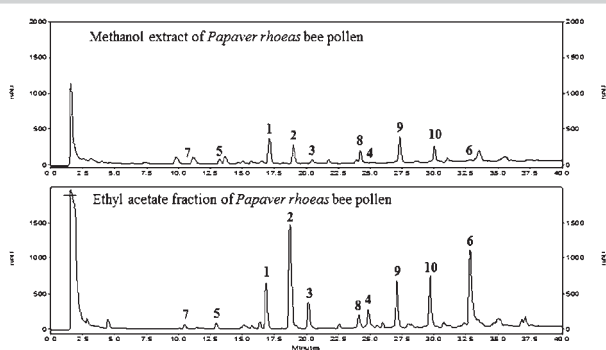 2000 2000
Methanol extract of Papaver rhoeas bee pollen
1500 1500
1000 1000
mAU mAU
500 500
7 5 1 2 3 8 4 9 10 6
0 0
0.0 2.5 5.0 7.5 10.0 12.5 15.0 17.5 20.0 22.5 25.0 27.5 30.0 32.5 35.0 37.5 40.0
Ethyl acetate fraction of Papaver rhoeas bee pollen
1500 1500
1000 1000
mAU mAU
500 500
7 5 1 2 3 8 4 9 10 6
0 0
0.0 2.5 5.0 7.5 10.0 12.5 15.0 17.5 20.0 22.5 25.0 27.5 30.0 32.5 35.0 37.5 40.0
Minutes